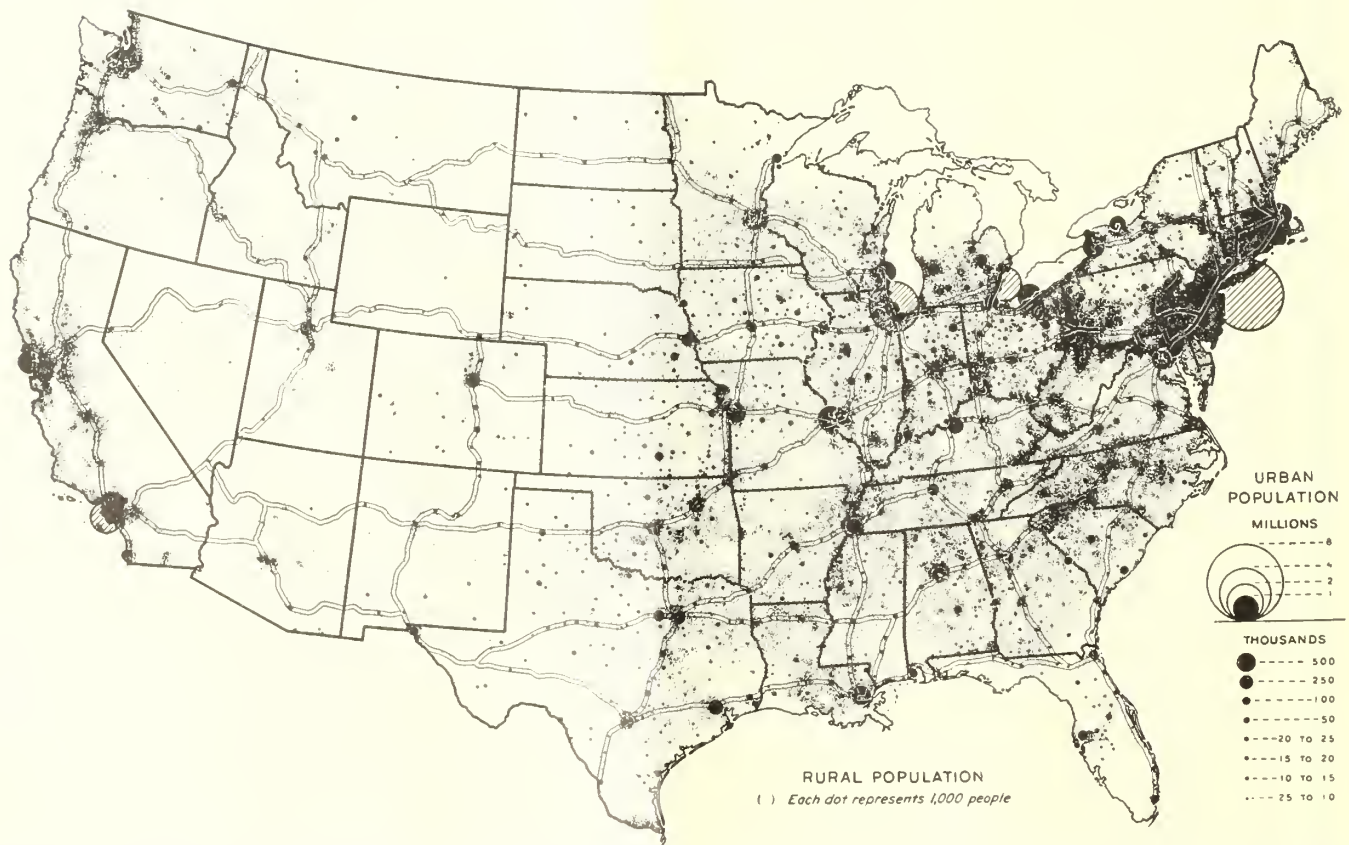 URBAN
POPULATION
MILLIONS
8
4
2
1
THOUSANDS
500
250
100
50
20 TO 25
15 TO 20
10 TO 15
25 TO 10
RURAL POPULATION
( ) Each dot represents 1,000 people